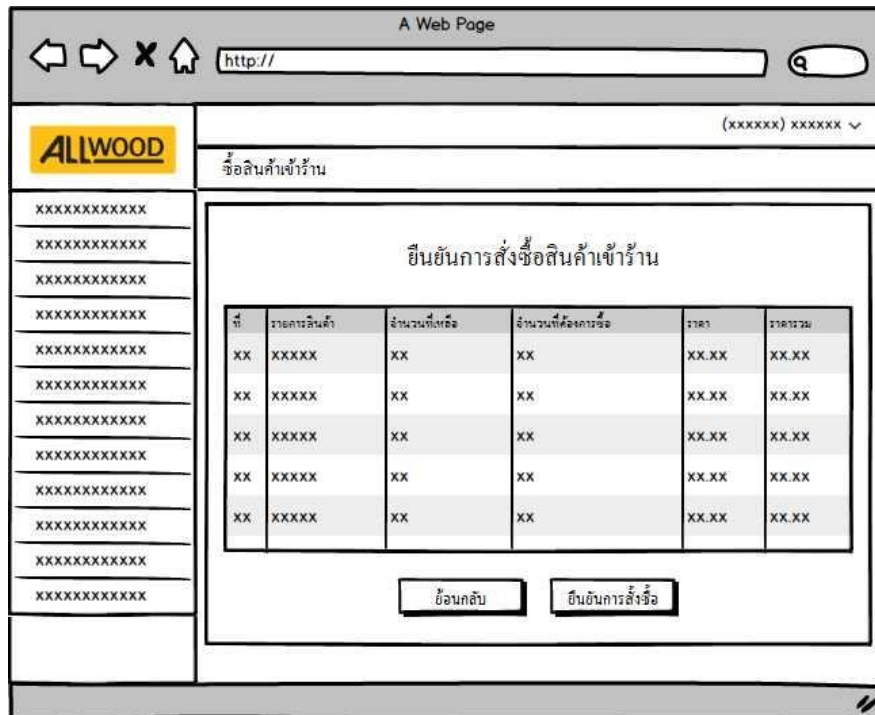 A Web Page
http://
(xxxxxx) xxxxxx
ALLWOOD
ซื้อสินค้าเข้าร้าน
xxxxxxxxxxxx
xxxxxxxxxxxx
xxxxxxxxxxxx
xxxxxxxxxxxx
xxxxxxxxxxxx
xxxxxxxxxxxx
xxxxxxxxxxxx
xxxxxxxxxxxx
xxxxxxxxxxxx
xxxxxxxxxxxx
xxxxxxxxxxxx
xxxxxxxxxxxx
ยืนยันการสั่งซื้อสินค้าเข้าร้าน
ที่ รายการสินค้า จำนวนที่เหลือ จำนวนที่ต้องการซื้อ ราคา ราคารวม
xx xxxxx xx xx xx.xx xx.xx
xx xxxxx xx xx xx.xx xx.xx
xx xxxxx xx xx xx.xx xx.xx
xx xxxxx xx xx xx.xx xx.xx
xx xxxxx xx xx xx.xx xx.xx
ย้อนกลับ ยืนยันการสั่งซื้อ